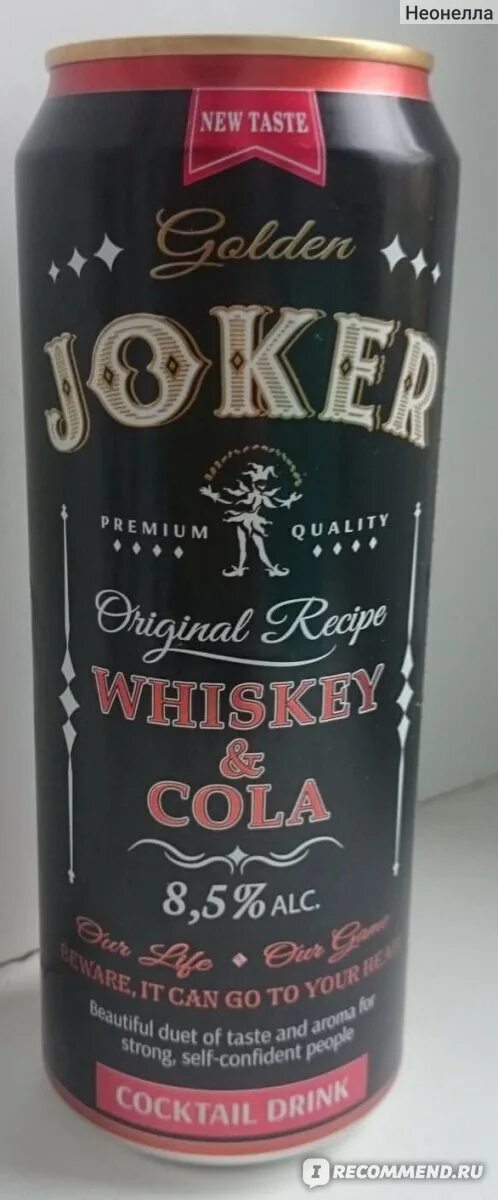 Неонелла
NEW TASTE
Golden
JOKER
PREMIUM QUALITY
Original Recipe
WHISKEY
&
COLA
8,5% ALC.
Our Life • Our Game
BEWARE, IT CAN GO TO YOUR HEAD
Beautiful duet of taste and aroma for
strong, self-confident people
COCKTAIL DRINK
IRECOMMEND.RU